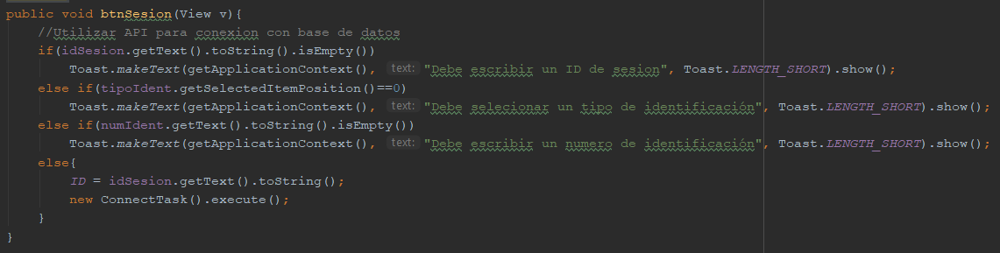 public void btnSesion(View v){
//Utilizar API para conexion con base de datos
if(idSesion.getText().toString().isEmpty())
Toast.makeText(getApplicationContext(), text: "Debe escribir un ID de sesion", Toast.LENGTH_SHORT).show();
else if(tipoIdent.getSelectedItemPosition()==0)
Toast.makeText(getApplicationContext(), text: "Debe selecionar un tipo de identificación", Toast.LENGTH_SHORT).show();
else if(numIdent.getText().toString().isEmpty())
Toast.makeText(getApplicationContext(), text: "Debe escribir un numero de identificación", Toast.LENGTH_SHORT).show();
else{
ID = idSesion.getText().toString();
new ConnectTask().execute();
}
}